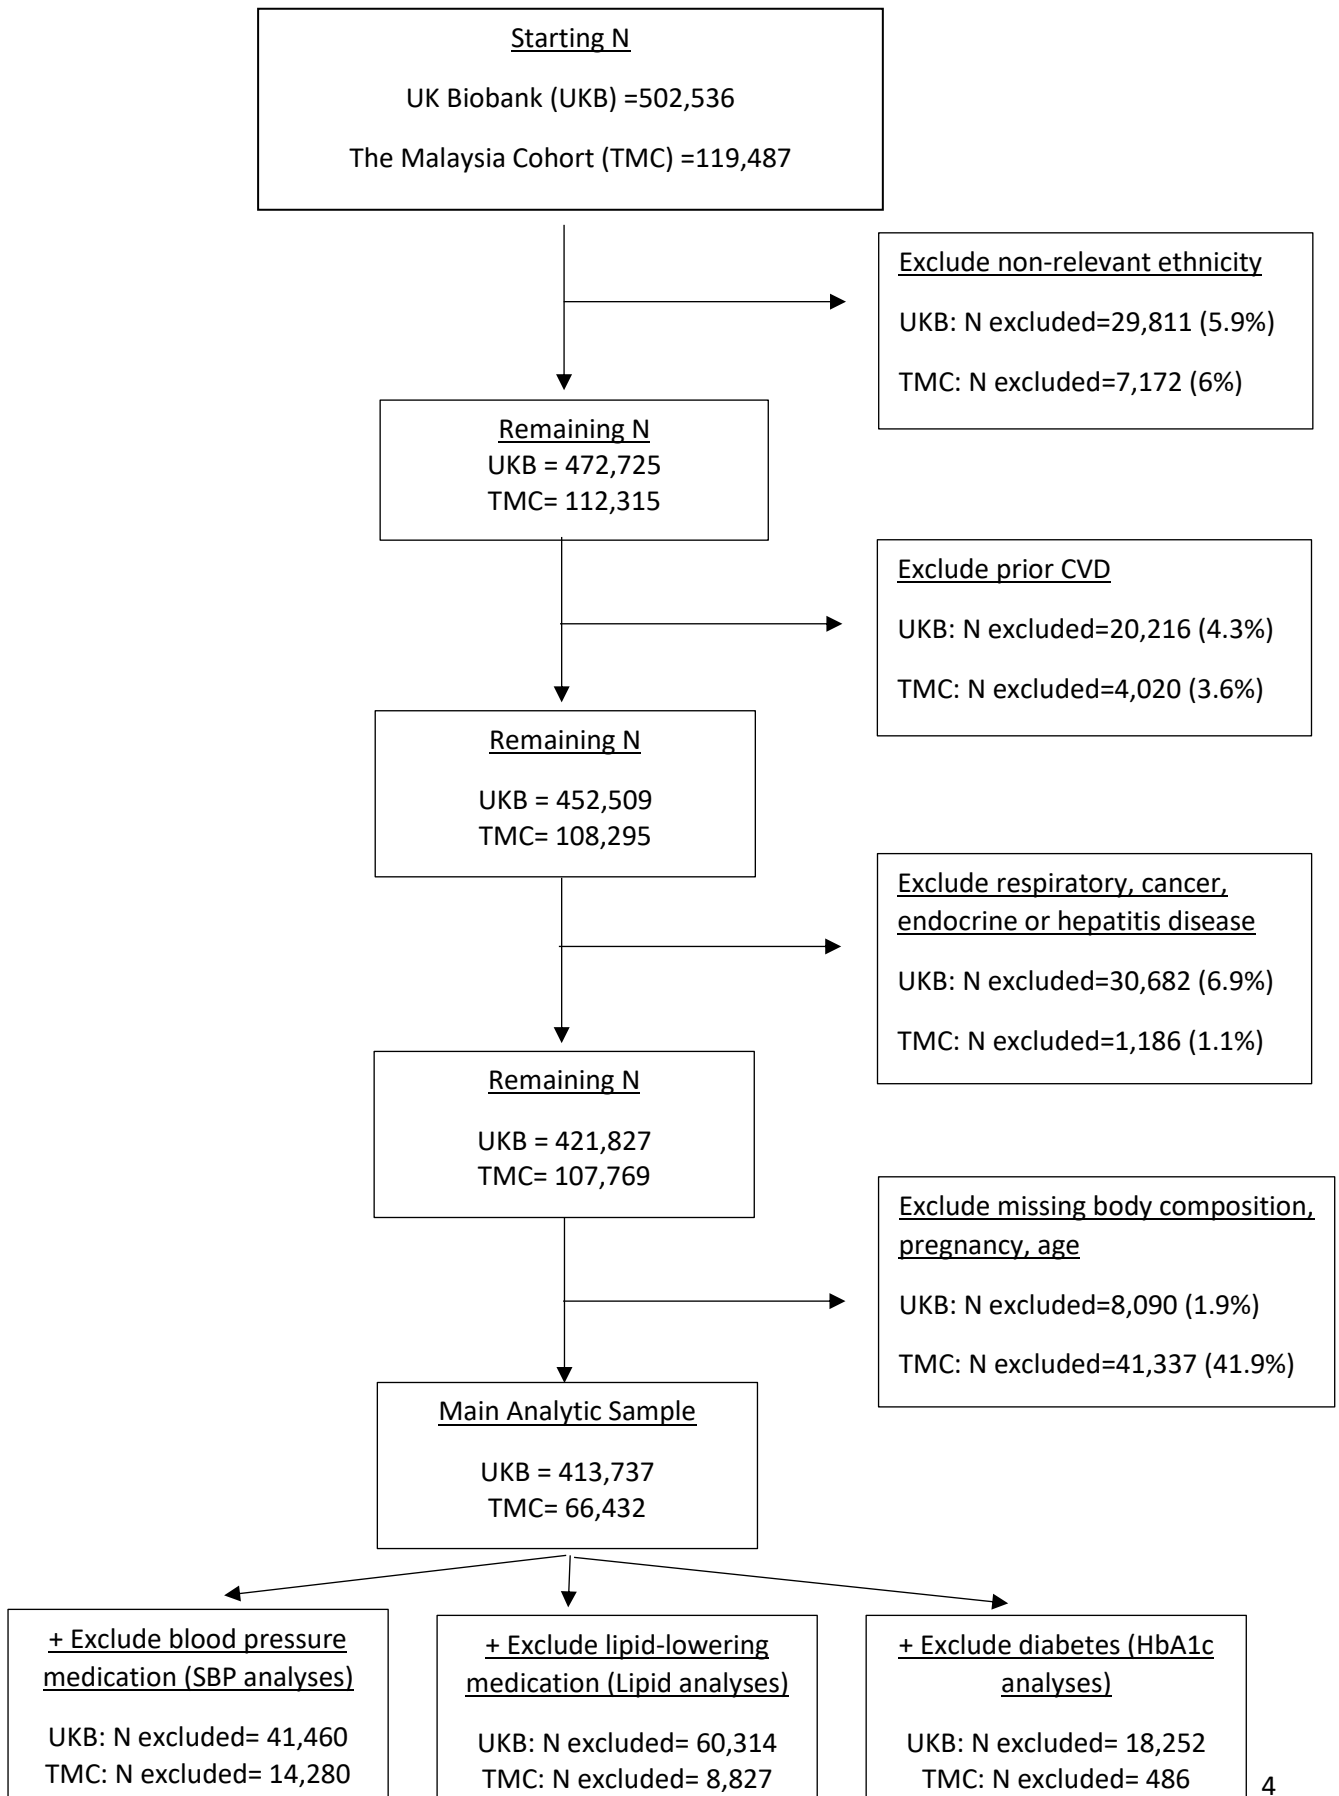 Starting N
UK Biobank (UKB) =502,536
The Malaysia Cohort (TMC) =119,487
Exclude non-relevant ethnicity
UKB: N excluded=29,811 (5.9%)
TMC: N excluded=7,172 (6%)
Remaining N
UKB = 472,725
TMC= 112,315
Exclude prior CVD
UKB: N excluded=20,216 (4.3%)
TMC: N excluded=4,020 (3.6%)
Remaining N
UKB = 452,509
TMC= 108,295
Exclude respiratory, cancer,
endocrine or hepatitis disease
UKB: N excluded=30,682 (6.9%)
TMC: N excluded=1,186 (1.1%)
Remaining N
UKB = 421,827
TMC= 107,769
Exclude missing body composition,
pregnancy, age
UKB: N excluded=8,090 (1.9%)
TMC: N excluded=41,337 (41.9%)
Main Analytic Sample
UKB = 413,737
TMC= 66,432
+ Exclude blood pressure
medication (SBP analyses)
UKB: N excluded= 41,460
TMC: N excluded= 14,280
+ Exclude lipid-lowering
medication (Lipid analyses)
UKB: N excluded= 60,314
TMC: N excluded= 8,827
+ Exclude diabetes (HbA1c
analyses)
UKB: N excluded= 18,252
TMC: N excluded= 486
4